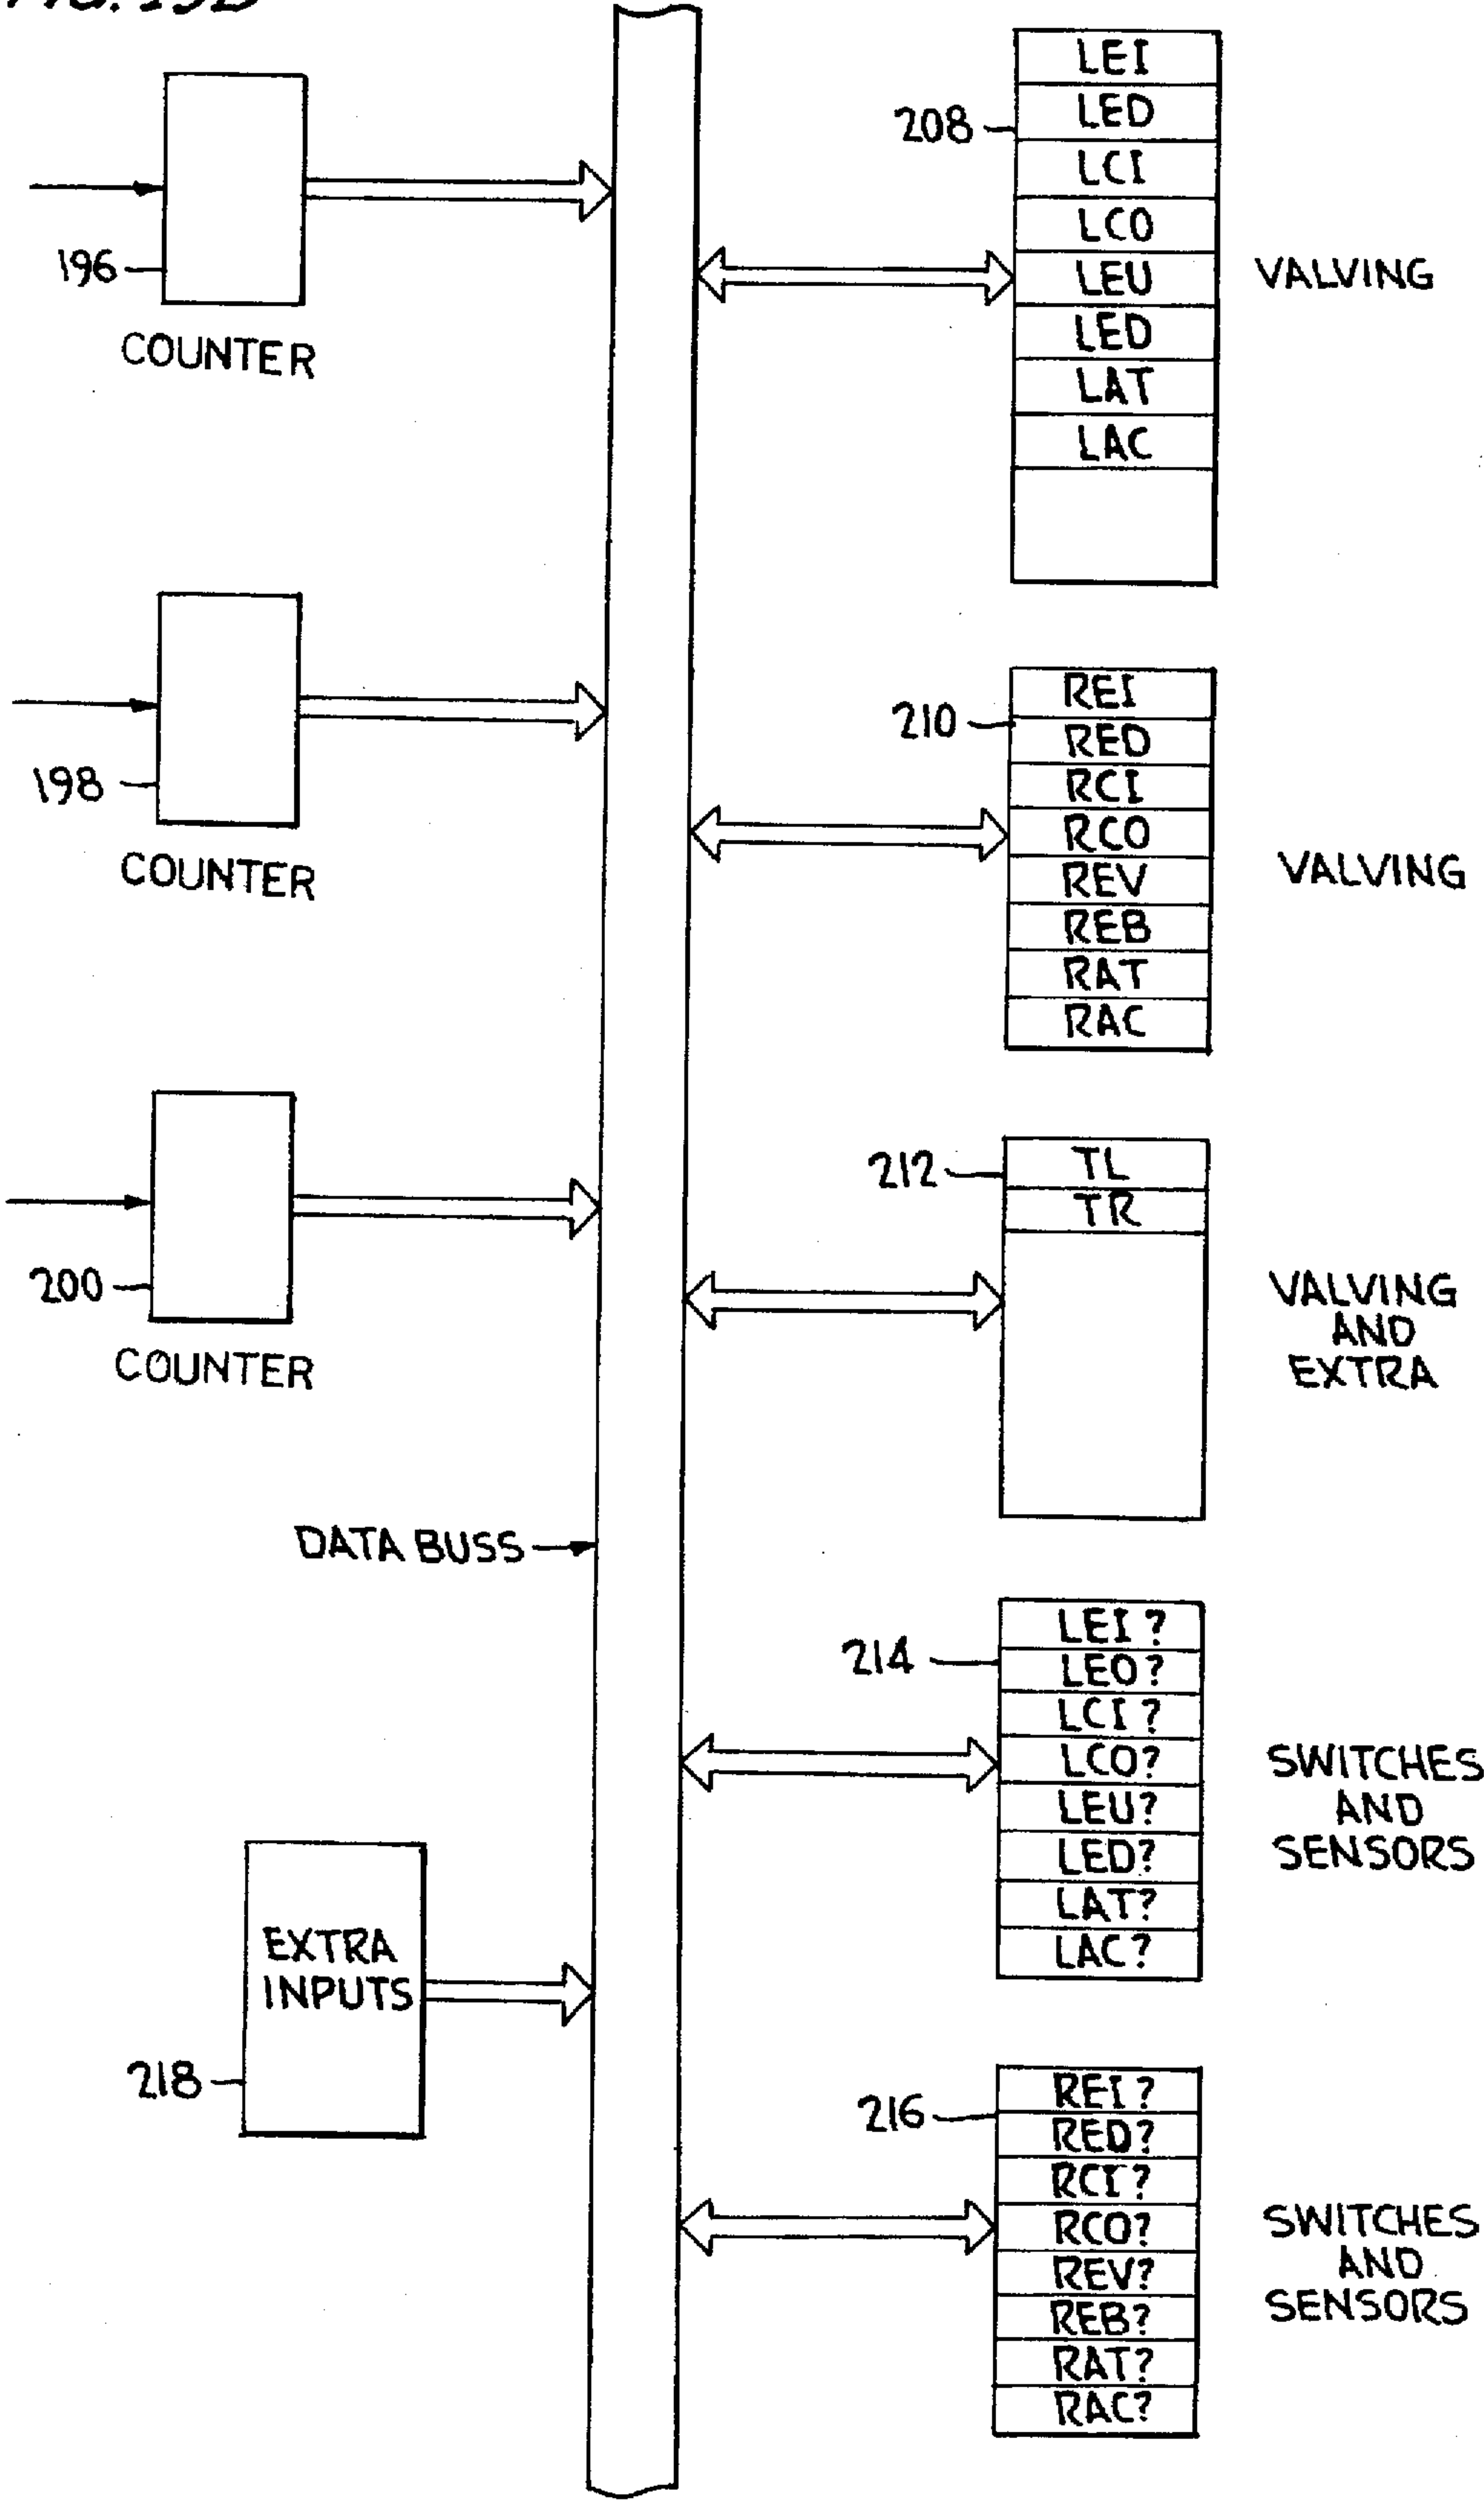 208
LEI
LED
LCI
LCO
LEU
LED
LAT
LAC
VALVING
196
COUNTER
210
REI
RED
RCI
RCO
REV
REB
RAT
RAC
VALVING
198
COUNTER
212
TL
TR
VALVING
AND
EXTRA
200
COUNTER
DATA BUSS
214
LEI?
LEO?
LCI?
LCO?
LEU?
LED?
LAT?
LAC?
SWITCHES
AND
SENSORS
EXTRA
INPUTS
218
216
REI?
RED?
RCI?
RCO?
REV?
REB?
RAT?
RAC?
SWITCHES
AND
SENSORS